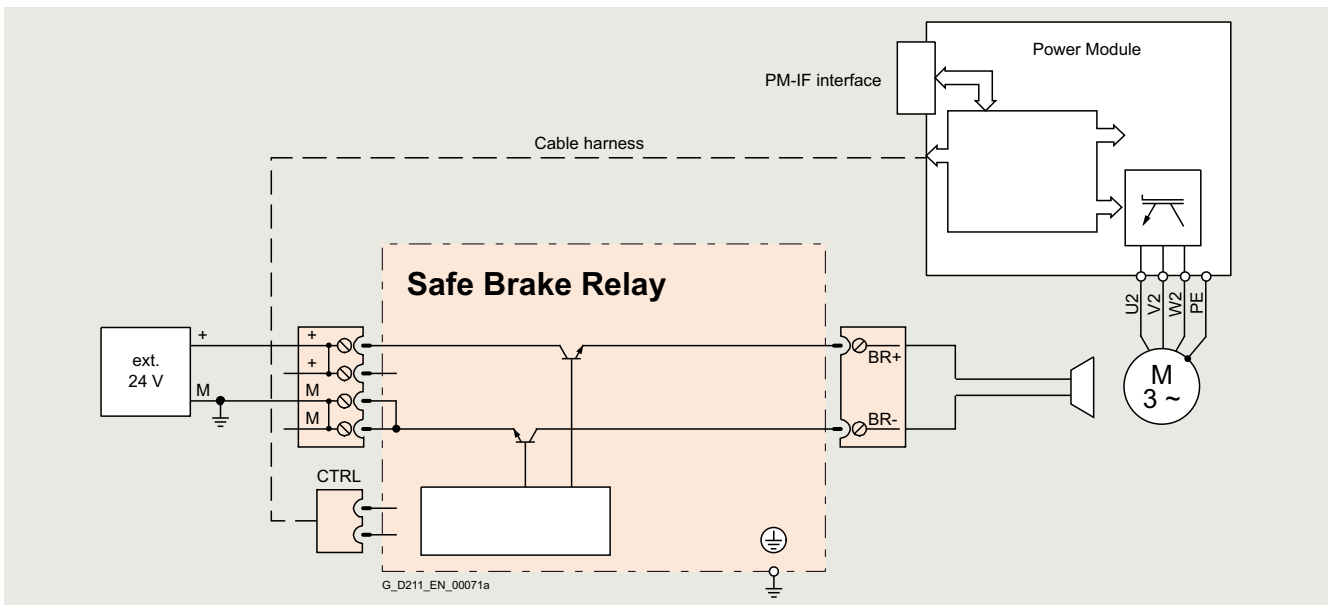 Power Module
PM-IF interface
Cable harness
Safe Brake Relay
U2
V2
W2
PE
ext.
24 V
+
M
+
+
M
M
BR+
BR-
M
3 ~
CTRL
G_D211_EN_00071a